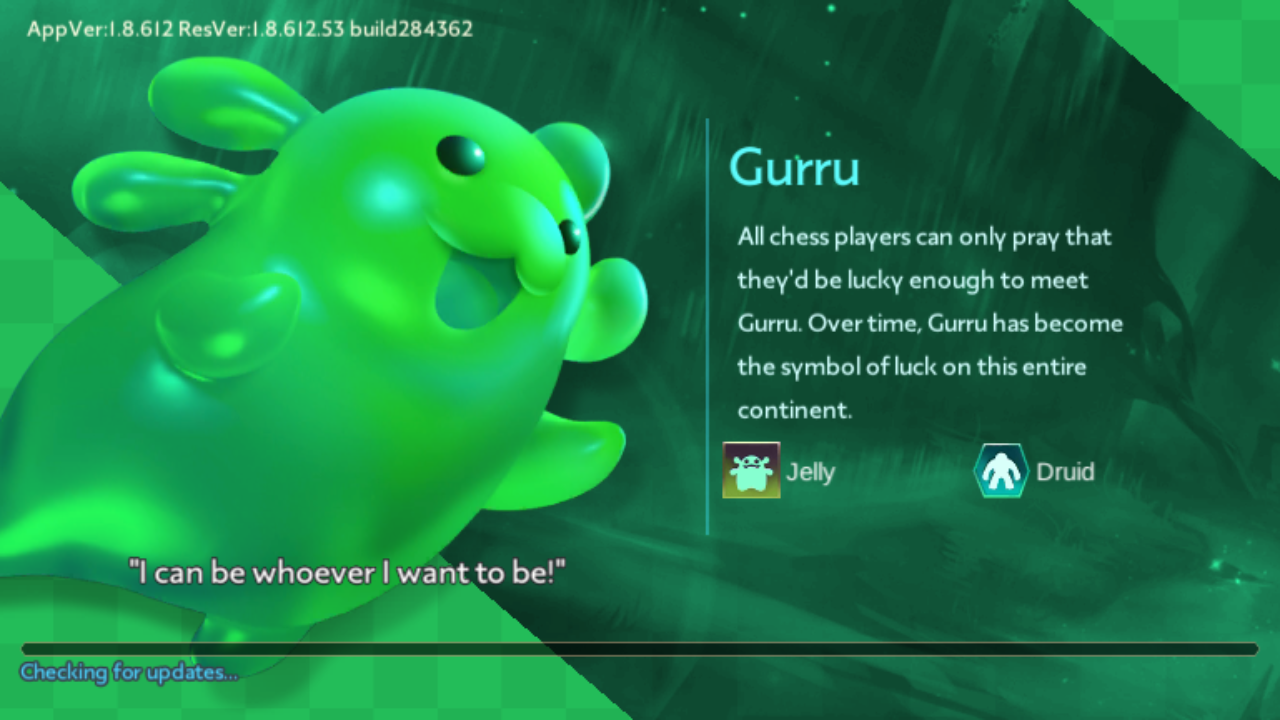 AppVer:1.8.612 ResVer:1.8.612.53 build284362
Gurru
All chess players can only pray that
they'd be lucky enough to meet
Gurru. Over time, Gurru has become
the symbol of luck on this entire
continent.
Jelly
Druid
"I can be whoever I want to be!"
Checking for updates...